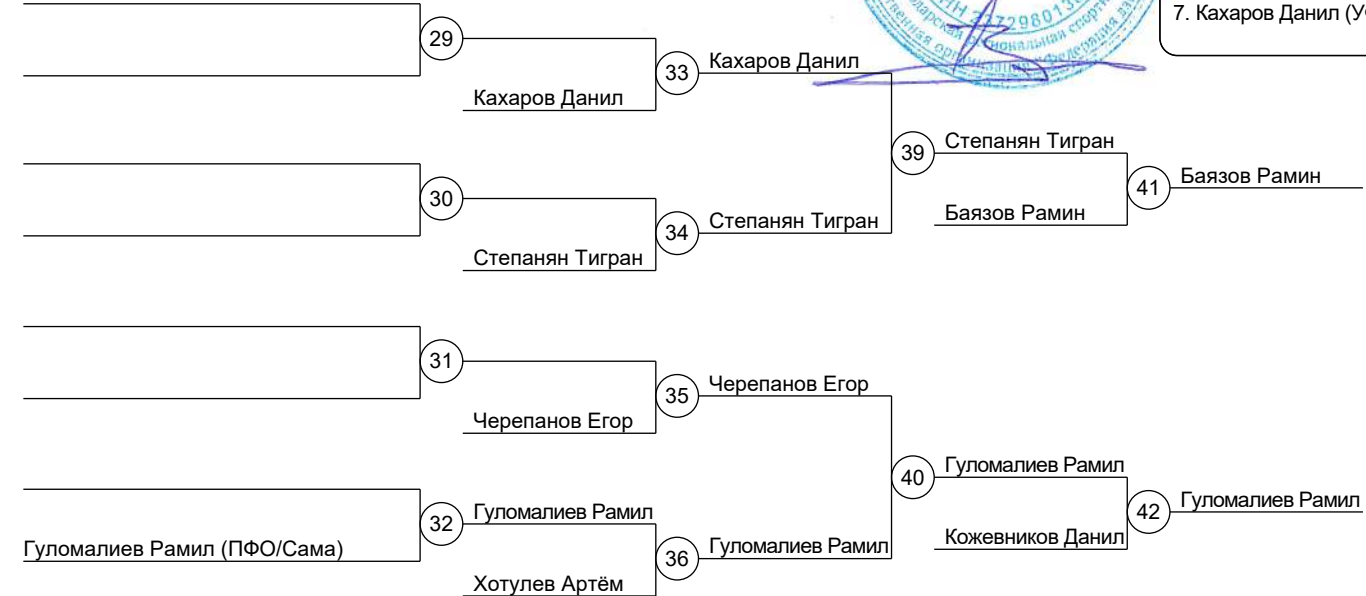 7. Кахаров Данил (У
29
33
Кахаров Данил
Кахаров Данил
39
Степанян Тигран
30
34
Степанян Тигран
Степанян Тигран
Баязов Рамин
41
Баязов Рамин
31
35
Черепанов Егор
Черепанов Егор
40
Гуломалиев Рамил
32
Гуломалиев Рамил
Гуломалиев Рамил (ПФО/Сама)
36
Гуломалиев Рамил
Хотулев Артём
Кожевников Данил
42
Гуломалиев Рамил